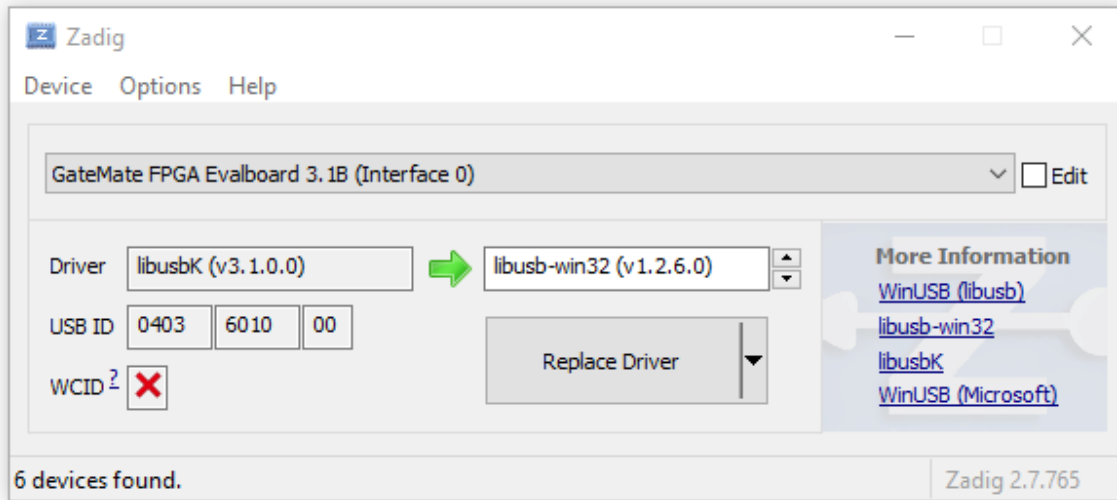 Zadig
Device Options Help
GateMate FPGA Evalboard 3.1B (Interface 0)
Edit
Driver libusbK (v3.1.0.0) libusb-win32 (v1.2.6.0)
USB ID 0403 6010 00
WCID ?
Replace Driver
More Information
WinUSB (libusb)
libusb-win32
libusbK
WinUSB (Microsoft)
6 devices found.
Zadig 2.7.765